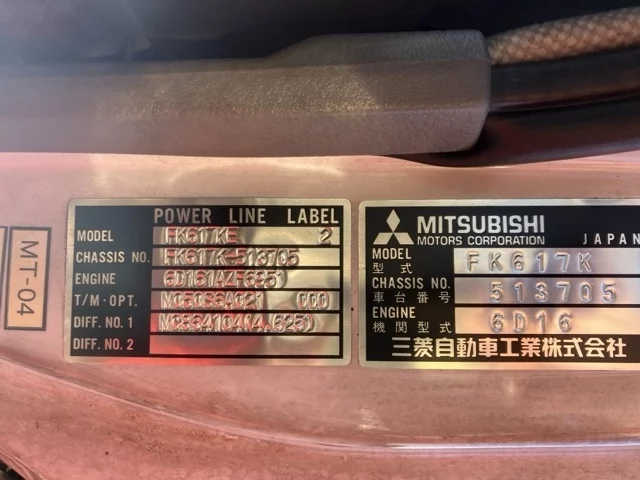 MT-04
POWER LINE LABEL
MODEL FK617KE 2
CHASSIS NO. FK617K-513705
ENGINE
T/M·OPT. 000
DIFF. NO. 1
DIFF. NO. 2
MITSUBISHI
MOTORS CORPORATION JAPAN
MODEL
型式 FK617K
CHASSIS NO.
車台番号 513705
ENGINE
機関型式 6D16
三菱自動車工業株式会社